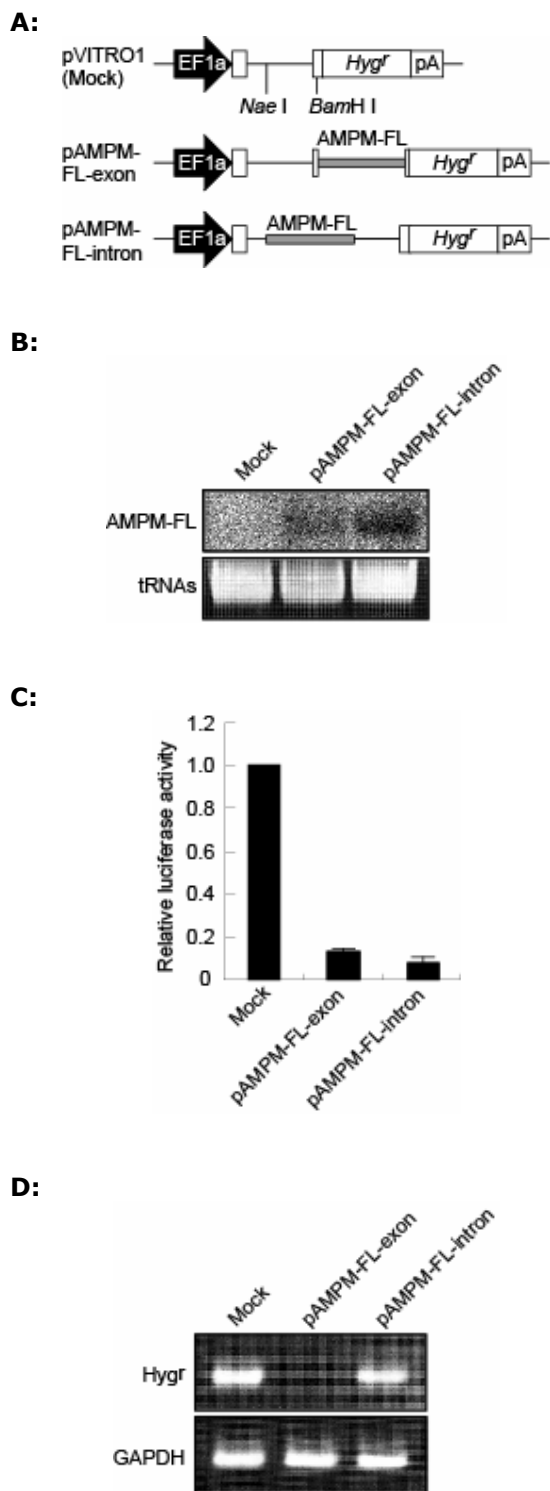 A:
pVITRO1
(Mock)
EF1a
Hygr
pA
Nae I
BamH I
pAMPM-
FL-exon
EF1a
AMPM-FL
Hygr
pA
pAMPM-
FL-intron
EF1a
AMPM-FL
Hygr
pA
B:
Mock
pAMPM-FL-exon
pAMPM-FL-intron
AMPM-FL
tRNAs
C:
Relative luciferase activity
1.2
1.0
0.8
0.6
0.4
0.2
0
Mock
pAMPM-FL-exon
pAMPM-FL-intron
D:
Mock
pAMPM-FL-exon
pAMPM-FL-intron
Hygr
GAPDH